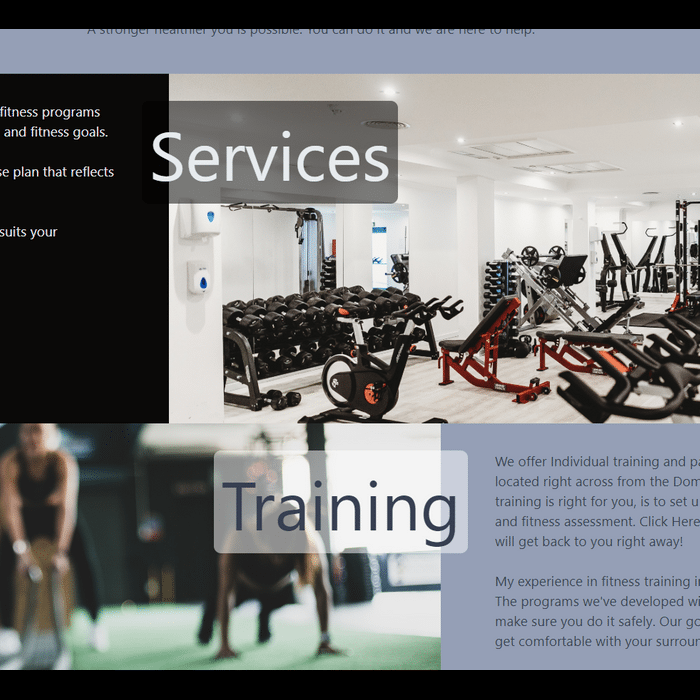 A stronger healthier you is possible. You can do it and we are here to help.
fitness programs
and fitness goals.
se plan that reflects
suits your
Services
Training
We offer Individual training and pa
located right across from the Dom
training is right for you, is to set u
and fitness assessment. Click Here
will get back to you right away!
My experience in fitness training i
The programs we've developed wi
make sure you do it safely. Our go
get comfortable with your surroun